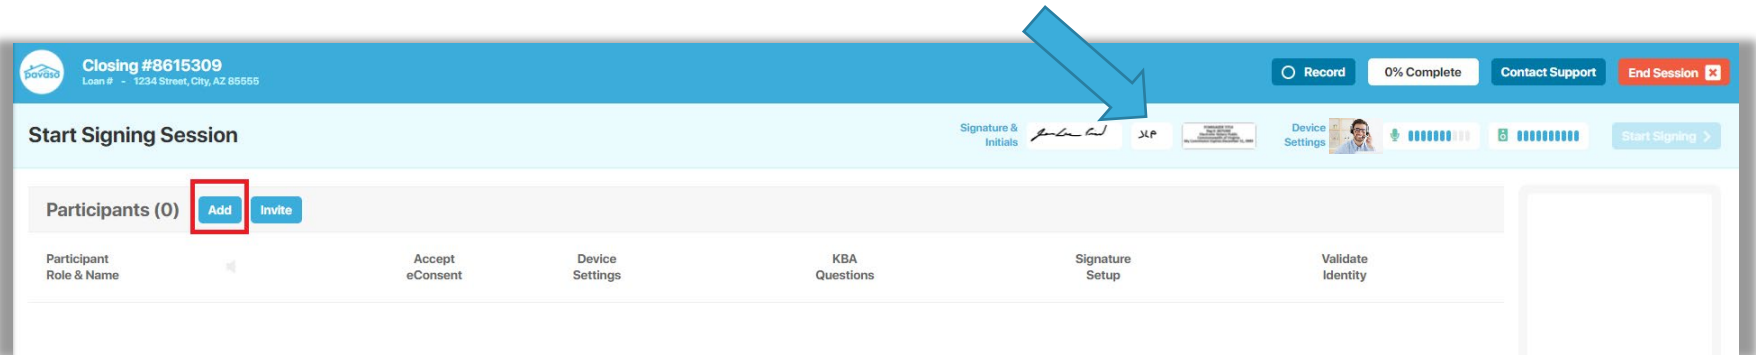 pavaso
Closing #8615309
Loan # - 1234 Street, City, AZ 85555
Record
0% Complete
Contact Support
End Session
Start Signing Session
Signature &
Initials
Device
Settings
Start Signing >
Participants (0)
Add
Invite
Participant
Role & Name
Accept
eConsent
Device
Settings
KBA
Questions
Signature
Setup
Validate
Identity